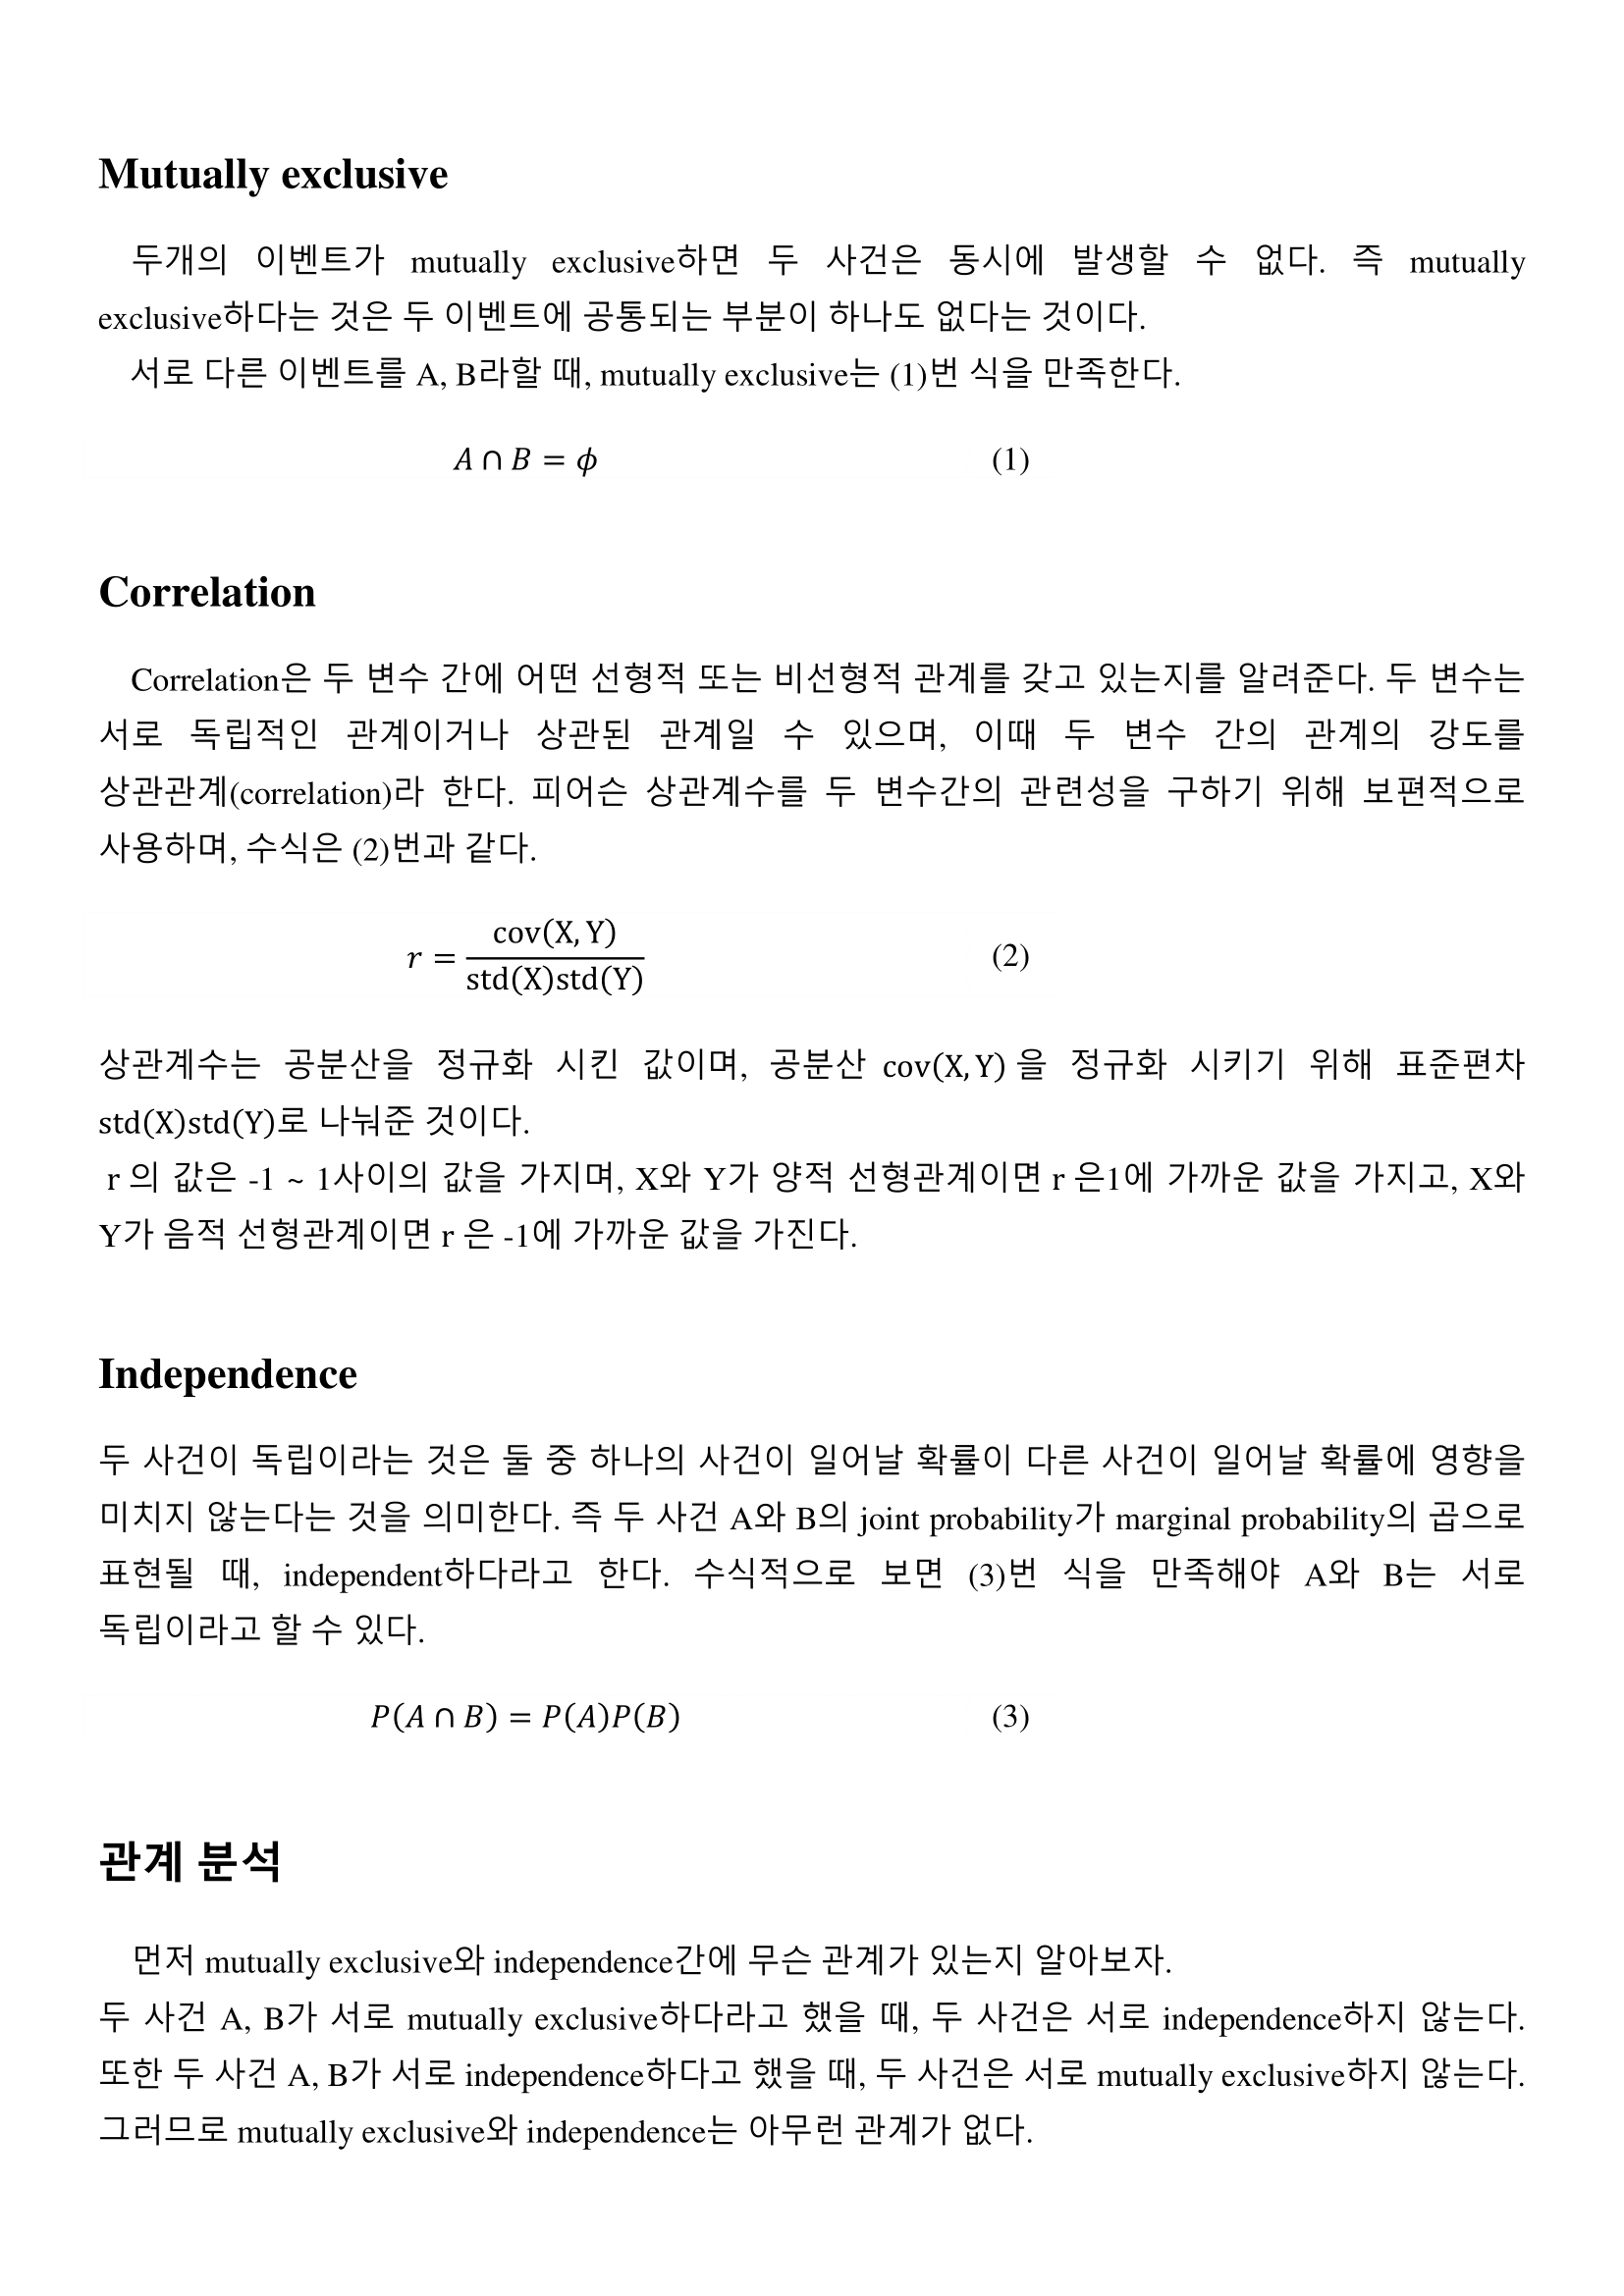 Mutually exclusive
두개의 이벤트가 mutually exclusive하면 두 사건은 동시에 발생할 수 없다. 즉 mutually
exclusive하다는 것은 두 이벤트에 공통되는 부분이 하나도 없다는 것이다.
서로 다른 이벤트를 A, B라할 때, mutually exclusive는 (1)번 식을 만족한다.
A ∩ B = ϕ (1)
Correlation
Correlation은 두 변수 간에 어떤 선형적 또는 비선형적 관계를 갖고 있는지를 알려준다. 두 변수는
서로 독립적인 관계이거나 상관된 관계일 수 있으며, 이때 두 변수 간의 관계의 강도를
상관관계(correlation)라 한다. 피어슨 상관계수를 두 변수간의 관련성을 구하기 위해 보편적으로
사용하며, 수식은 (2)번과 같다.
r = cov(X, Y) / std(X)std(Y) (2)
상관계수는 공분산을 정규화 시킨 값이며, 공분산 cov(X, Y) 을 정규화 시키기 위해 표준편차
std(X)std(Y)로 나눠준 것이다.
r 의 값은 -1 ~ 1사이의 값을 가지며, X와 Y가 양적 선형관계이면 r 은1에 가까운 값을 가지고, X와
Y가 음적 선형관계이면 r 은 -1에 가까운 값을 가진다.
Independence
두 사건이 독립이라는 것은 둘 중 하나의 사건이 일어날 확률이 다른 사건이 일어날 확률에 영향을
미치지 않는다는 것을 의미한다. 즉 두 사건 A와 B의 joint probability가 marginal probability의 곱으로
표현될 때, independent하다라고 한다. 수식적으로 보면 (3)번 식을 만족해야 A와 B는 서로
독립이라고 할 수 있다.
P(A ∩ B) = P(A)P(B) (3)
관계 분석
먼저 mutually exclusive와 independence간에 무슨 관계가 있는지 알아보자.
두 사건 A, B가 서로 mutually exclusive하다라고 했을 때, 두 사건은 서로 independence하지 않는다.
또한 두 사건 A, B가 서로 independence하다고 했을 때, 두 사건은 서로 mutually exclusive하지 않는다.
그러므로 mutually exclusive와 independence는 아무런 관계가 없다.